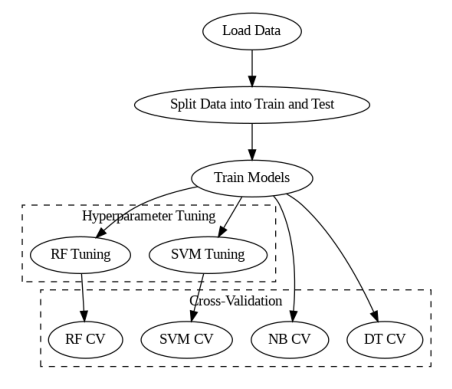 Load Data
Split Data into Train and Test
Train Models
Hyperparameter Tuning
RF Tuning
SVM Tuning
Cross-Validation
RF CV
SVM CV
NB CV
DT CV